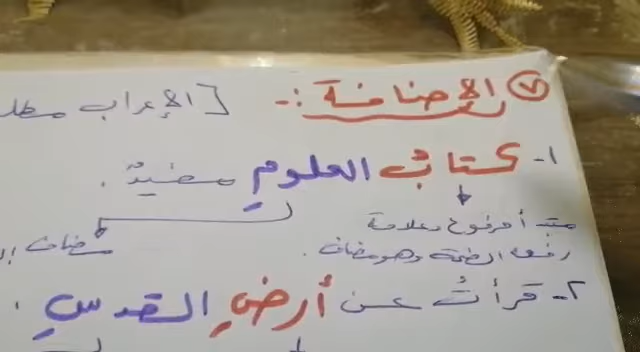 ٧ الإضافة :- [الإعراب
١- كتابُ العلومِ مفيدٌ .
مبتدأ مرفوع وعلامة
رفعه الضمة وهو مضاف . مضاف
٢- قرأتُ عن أرضِ القدسِ .